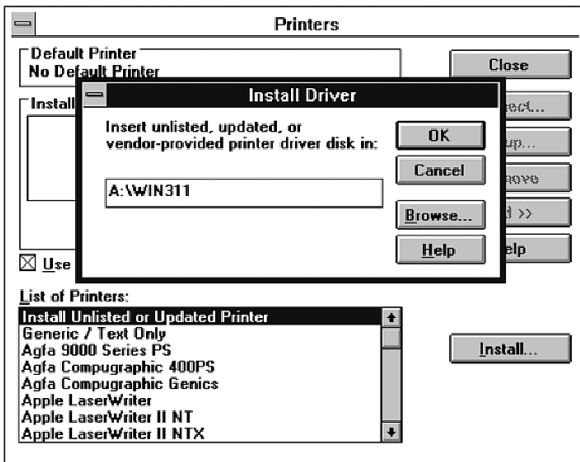 Printers
Default Printer
No Default Printer
Close
Install Driver
Install
Insert unlisted, updated, or
vendor-provided printer driver disk in:
OK
Cancel
A:\WIN311
Browse...
Help
Use
List of Printers:
Install Unlisted or Updated Printer
Generic / Text Only
Agfa 9000 Series PS
Agfa Compugraphic 400PS
Agfa Compugraphic Genics
Apple LaserWriter
Apple LaserWriter II NT
Apple LaserWriter II NTX
Install...